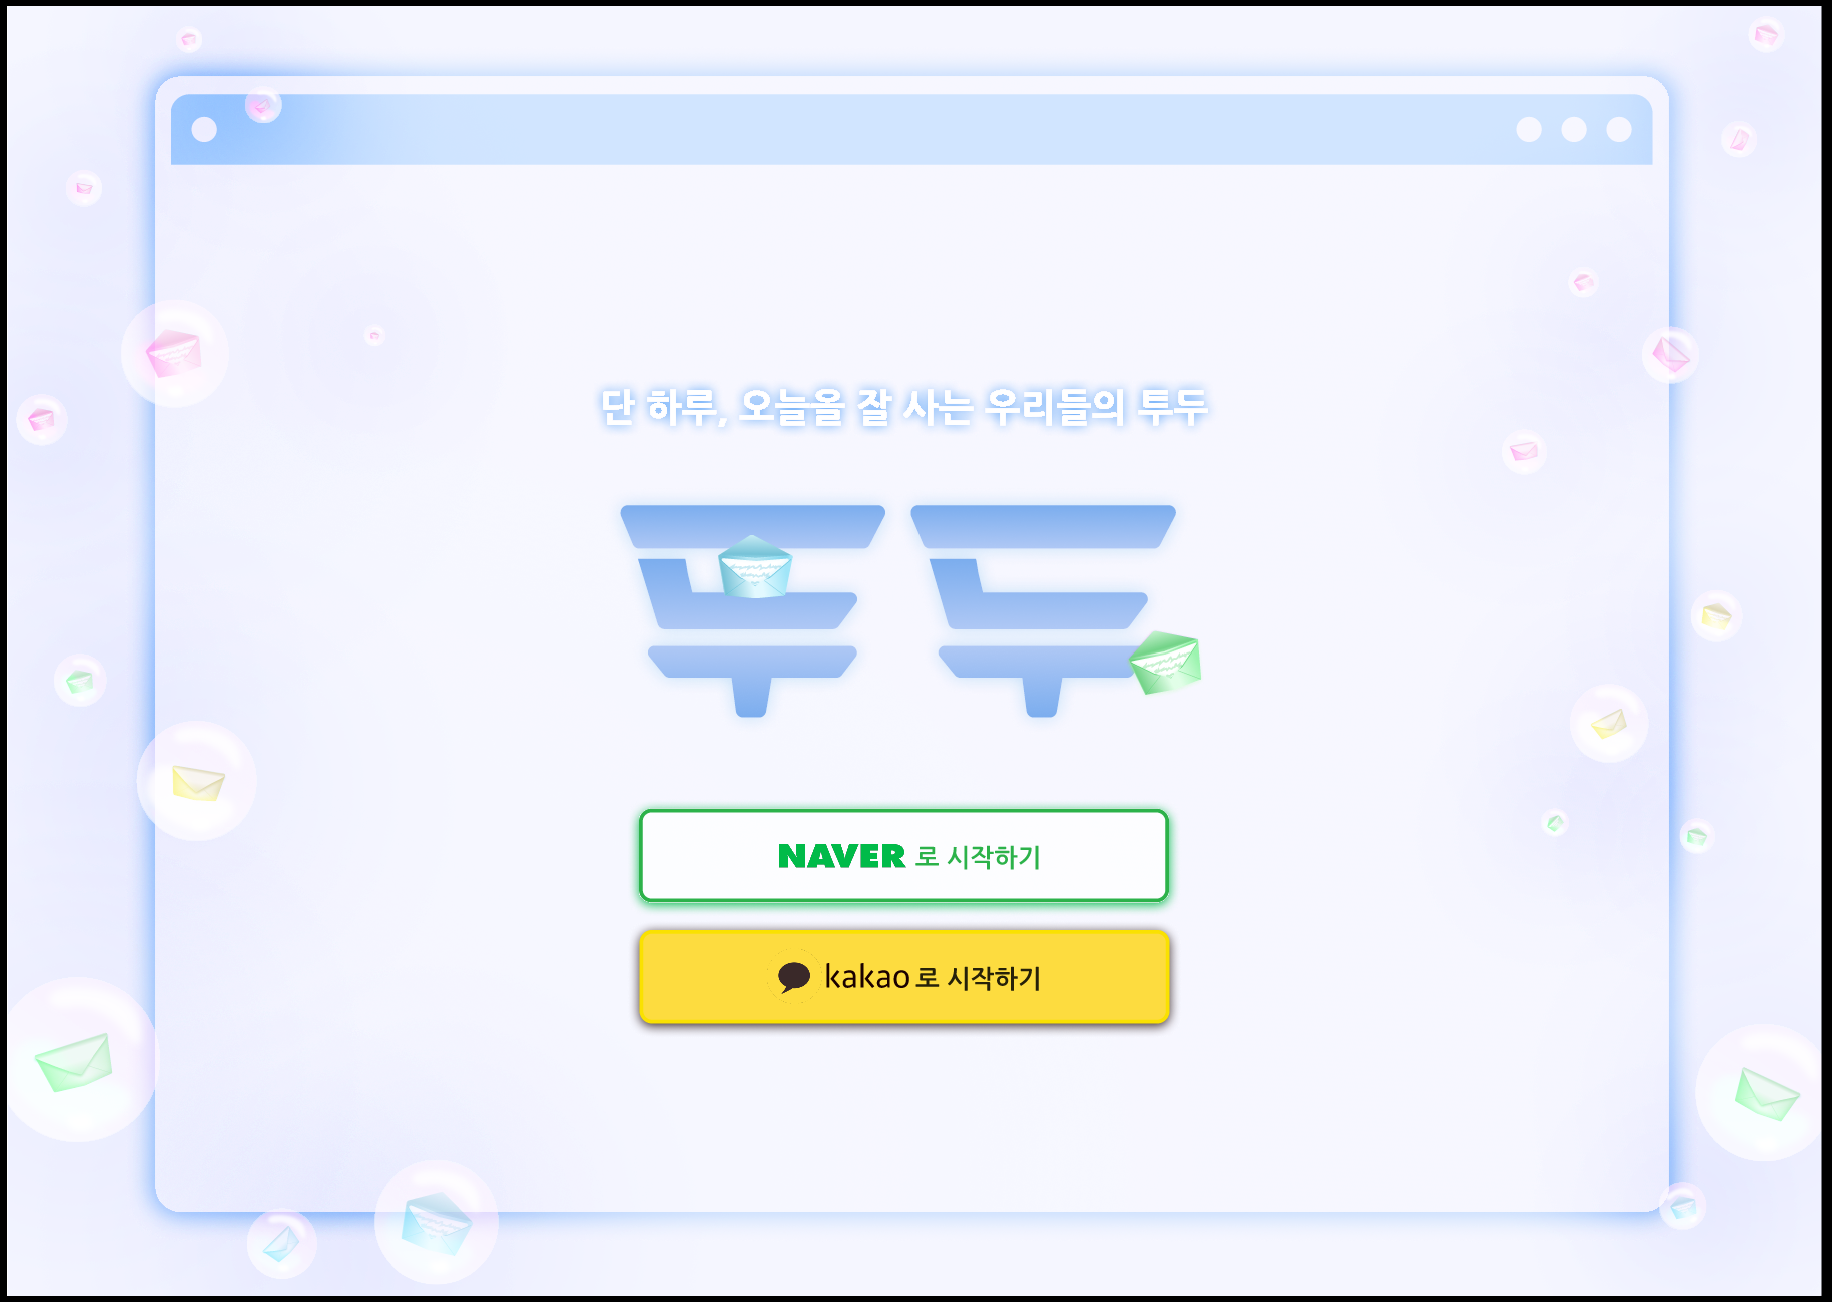 단 하루, 오늘을 잘 사는 우리들의 투두
투두
NAVER 로 시작하기
kakao 로 시작하기